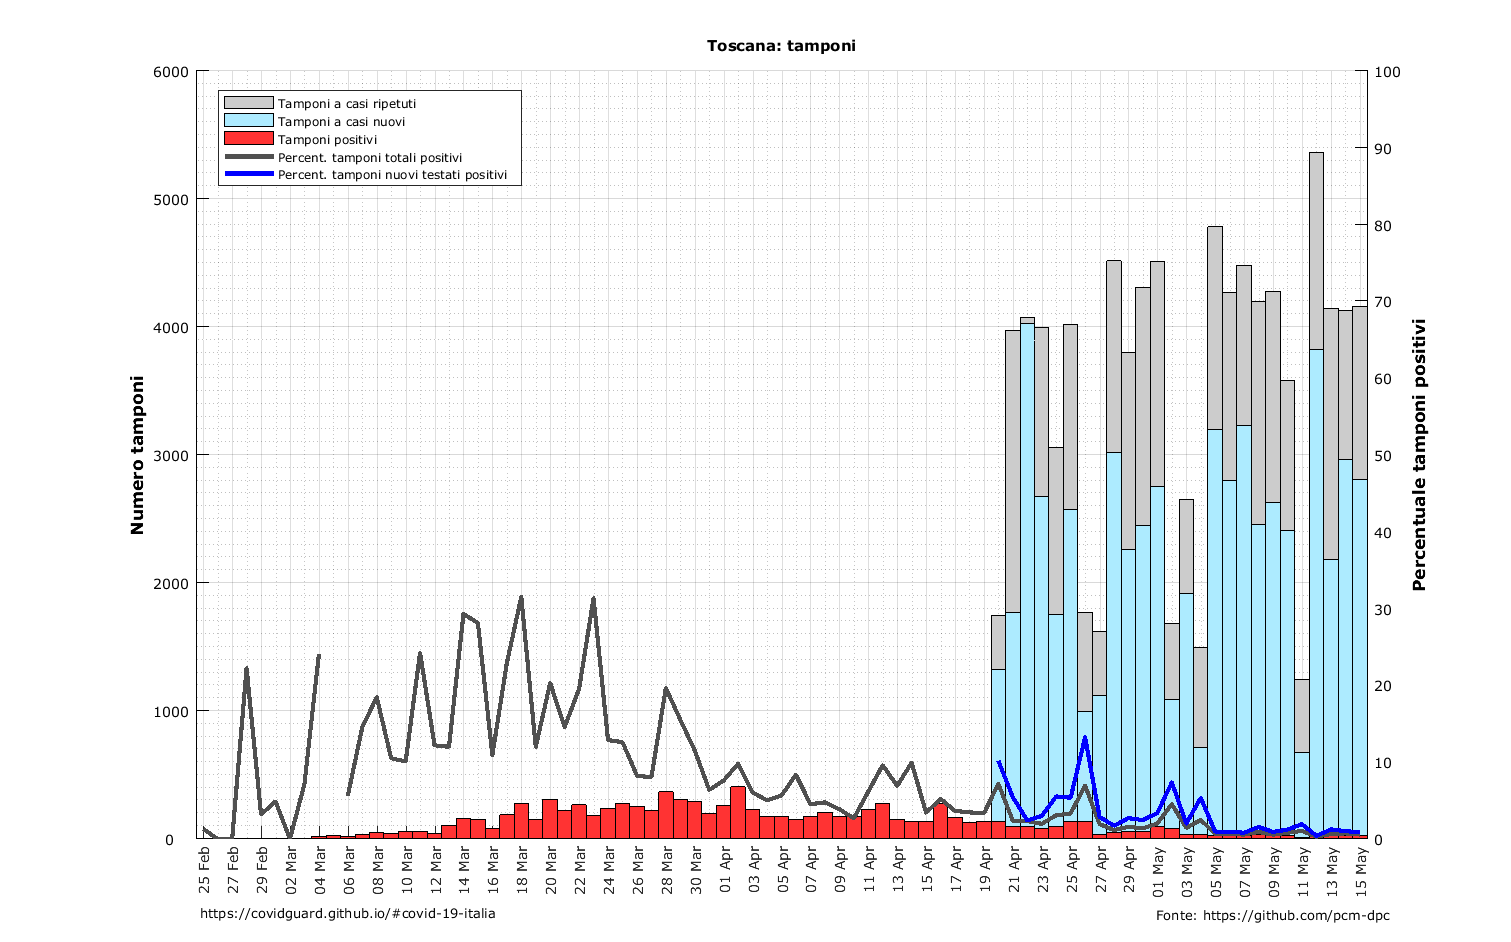 Toscana: tamponi
Tamponi a casi ripetuti
Tamponi a casi nuovi
Tamponi positivi
Percent. tamponi totali positivi
Percent. tamponi nuovi testati positivi
Numero tamponi
6000
5000
4000
3000
2000
1000
0
Percentuale tamponi positivi
100
90
80
70
60
50
40
30
20
10
0
25 Feb
27 Feb
29 Feb
02 Mar
04 Mar
06 Mar
08 Mar
10 Mar
12 Mar
14 Mar
16 Mar
18 Mar
20 Mar
22 Mar
24 Mar
26 Mar
28 Mar
30 Mar
01 Apr
03 Apr
05 Apr
07 Apr
09 Apr
11 Apr
13 Apr
15 Apr
17 Apr
19 Apr
21 Apr
23 Apr
25 Apr
27 Apr
29 Apr
01 May
03 May
05 May
07 May
09 May
11 May
13 May
15 May
https://covidguard.github.io/#covid-19-italia
Fonte: https://github.com/pcm-dpc